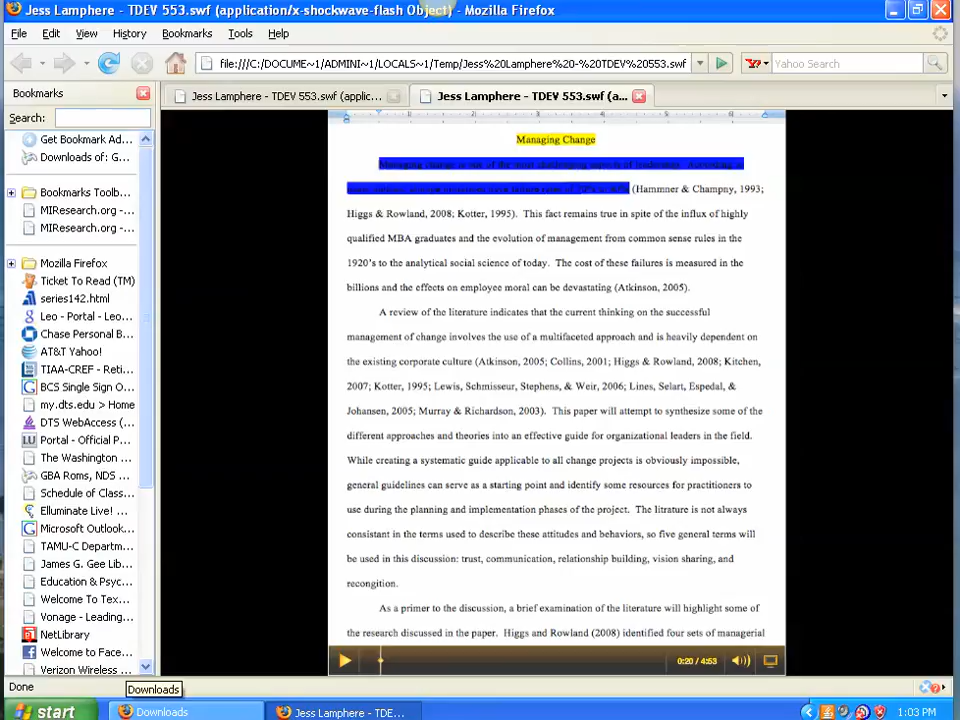 Jess Lamphere - TDEV 553.swf (application/x-shockwave-flash Object) - Mozilla Firefox
File Edit View History Bookmarks Tools Help
file:///C:/DOCUME~1/ADMINI~1/LOCALS~1/Temp/Jess%20Lamphere%20-%20TDEV%20553.swf
Yahoo Search
Bookmarks
Jess Lamphere - TDEV 553.swf (applic...
Jess Lamphere - TDEV 553.swf (a...
Search:
Get Bookmark Ad...
Downloads of: G...
Bookmarks Toolb...
MIResearch.org -...
MIResearch.org -...
Mozilla Firefox
Ticket To Read (TM)
series142.html
Leo - Portal - Leo...
Chase Personal B...
AT&T Yahoo!
TIAA-CREF - Reti...
BCS Single Sign O...
my.dts.edu > Home
DTS WebAccess (...
Portal - Official P...
The Washington ...
GBA Roms, NDS ...
Schedule of Class...
Elluminate Live! ...
Microsoft Outlook...
TAMU-C Departm...
James G. Gee Lib...
Education & Psyc...
Welcome To Tex...
Vonage - Leading...
NetLibrary
Welcome to Face...
Verizon Wireless ...
Managing Change
Managing change is one of the most challenging aspects of leadership. According to
(Hammner & Champny, 1993;
Higgs & Rowland, 2008; Kotter, 1995). This fact remains true in spite of the influx of highly
qualified MBA graduates and the evolution of management from common sense rules in the
1920's to the analytical social science of today. The cost of these failures is measured in the
billions and the effects on employee moral can be devastating (Atkinson, 2005).
A review of the literature indicates that the current thinking on the successful
management of change involves the use of a multifaceted approach and is heavily dependent on
the existing corporate culture (Atkinson, 2005; Collins, 2001; Higgs & Rowland, 2008; Kitchen,
2007; Kotter, 1995; Lewis, Schmisseur, Stephens, & Weir, 2006; Lines, Selart, Espedal, &
Johansen, 2005; Murray & Richardson, 2003). This paper will attempt to synthesize some of the
different approaches and theories into an effective guide for organizational leaders in the field.
While creating a systematic guide applicable to all change projects is obviously impossible,
general guidelines can serve as a starting point and identify some resources for practitioners to
use during the planning and implementation phases of the project. The litrature is not always
consistant in the terms used to describe these attitudes and behaviors, so five general terms will
be used in this discussion: trust, communication, relationship building, vision sharing, and
recongition.
As a primer to the discussion, a brief examination of the literature will highlight some of
the research discussed in the paper. Higgs and Rowland (2008) identified four sets of managerial
0:20 / 4:53
Done
Downloads
start
Downloads
Jess Lamphere - TDE...
1:03 PM